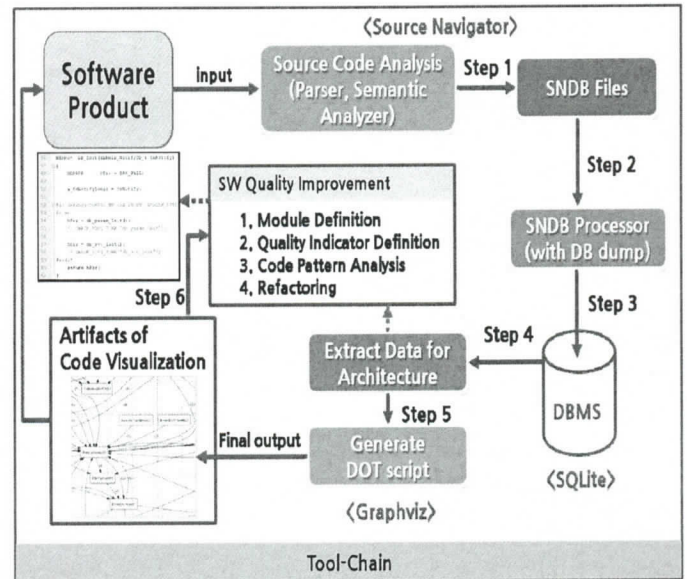 <Source Navigator>
Software
Product
input
Source Code Analysis
(Parser, Semantic
Analyzer)
Step 1
SNDB Files
Step 2
SW Quality Improvement
1, Module Definition
2, Quality Indicator Definition
3, Code Pattern Analysis
4, Refactoring
SNDB Processor
(with DB dump)
Step 3
Step 6
Artifacts of
Code Visualization
Extract Data for
Architecture
Step 4
DBMS
Step 5
Final output
Generate
DOT script
<SQLite>
<Graphviz>
Tool-Chain